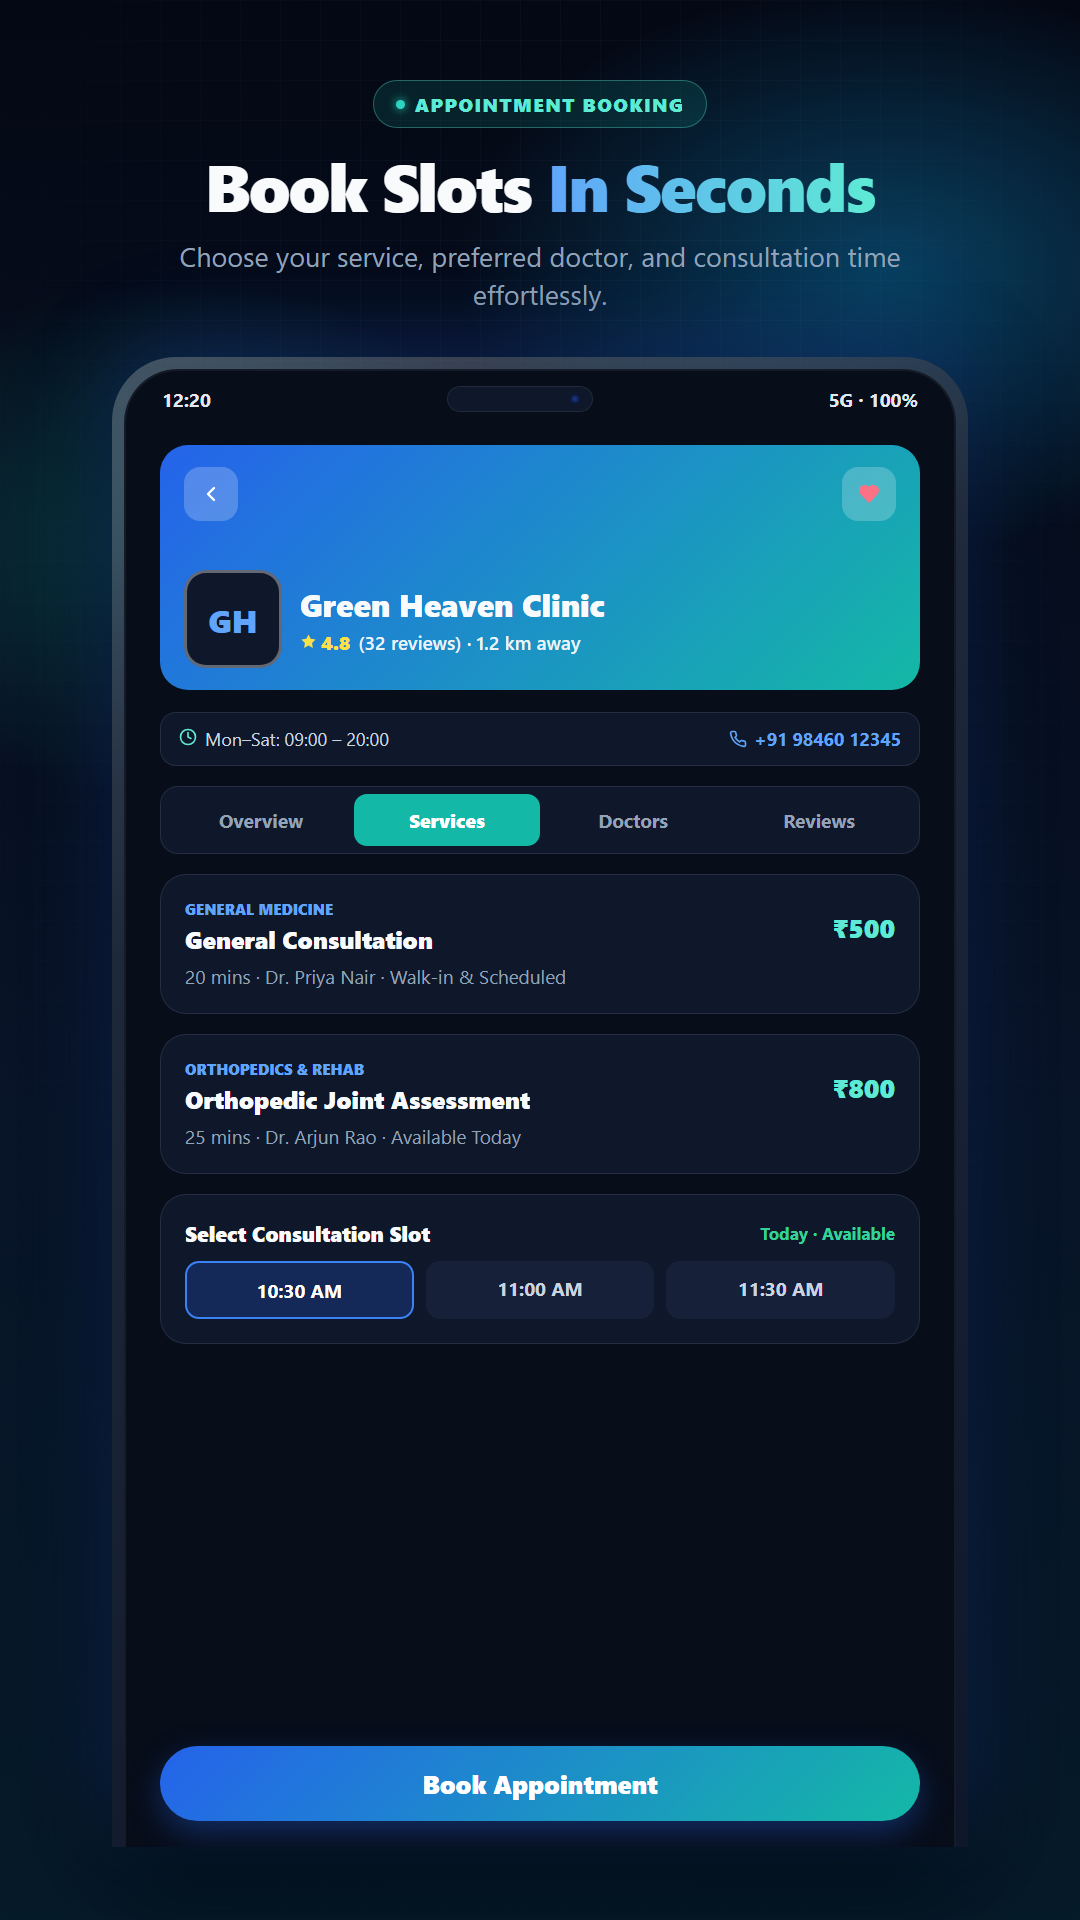 APPOINTMENT BOOKING
Book Slots In Seconds
Choose your service, preferred doctor, and consultation time
effortlessly.
12:20
5G · 100%
GH
Green Heaven Clinic
★ 4.8 (32 reviews) · 1.2 km away
Mon–Sat: 09:00 – 20:00
+91 98460 12345
Overview
Services
Doctors
Reviews
GENERAL MEDICINE
General Consultation
₹500
20 mins · Dr. Priya Nair · Walk-in & Scheduled
ORTHOPEDICS & REHAB
Orthopedic Joint Assessment
₹800
25 mins · Dr. Arjun Rao · Available Today
Select Consultation Slot
Today · Available
10:30 AM
11:00 AM
11:30 AM
Book Appointment